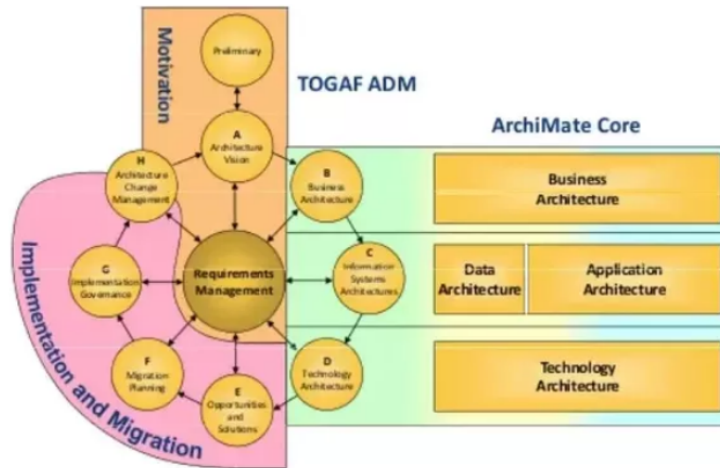 Motivation
Preliminary
TOGAF ADM
ArchiMate Core
A
Architecture
Vision
H
Architecture
Change
Management
B
Business
Architecture
Business
Architecture
Requirements
Management
G
Implementation
Governance
C
Information
Systems
Architectures
Data
Architecture
Application
Architecture
F
Migration
Planning
E
Opportunities
and
Solutions
D
Technology
Architecture
Technology
Architecture
Implementation and Migration